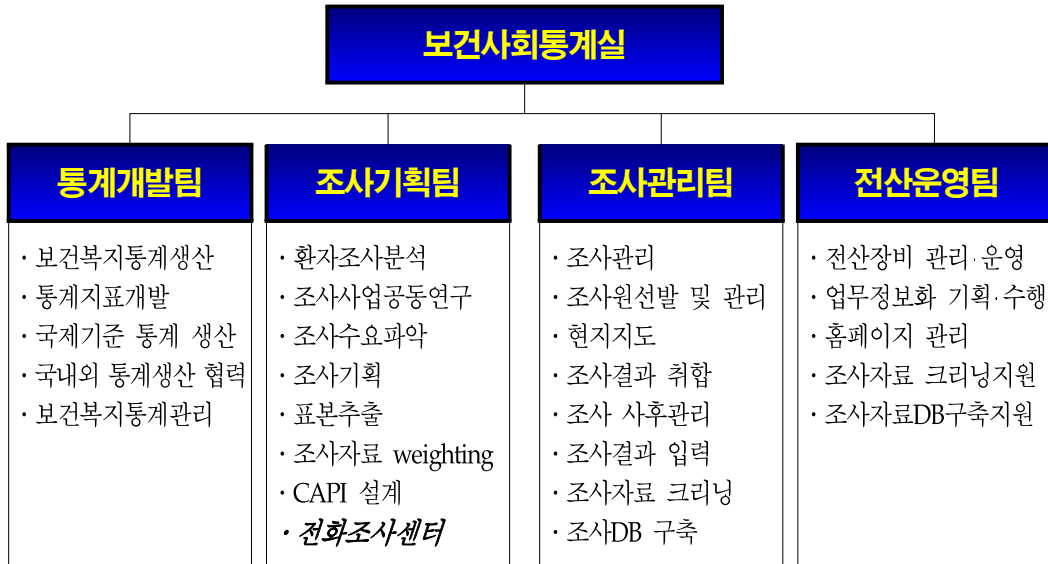 보건사회통계실
통계개발팀
· 보건복지통계생산
· 통계지표개발
· 국제기준 통계 생산
· 국내외 통계생산 협력
· 보건복지통계관리
조사기획팀
· 환자조사분석
· 조사사업공동연구
· 조사수요파악
· 조사기획
· 표본추출
· 조사자료 weighting
· CAPI 설계
· 전화조사센터
조사관리팀
· 조사관리
· 조사원선발 및 관리
· 현지지도
· 조사결과 취합
· 조사 사후관리
· 조사결과 입력
· 조사자료 크리닝
· 조사DB 구축
전산운영팀
· 전산장비 관리·운영
· 업무정보화 기획·수행
· 홈페이지 관리
· 조사자료 크리닝지원
· 조사자료DB구축지원